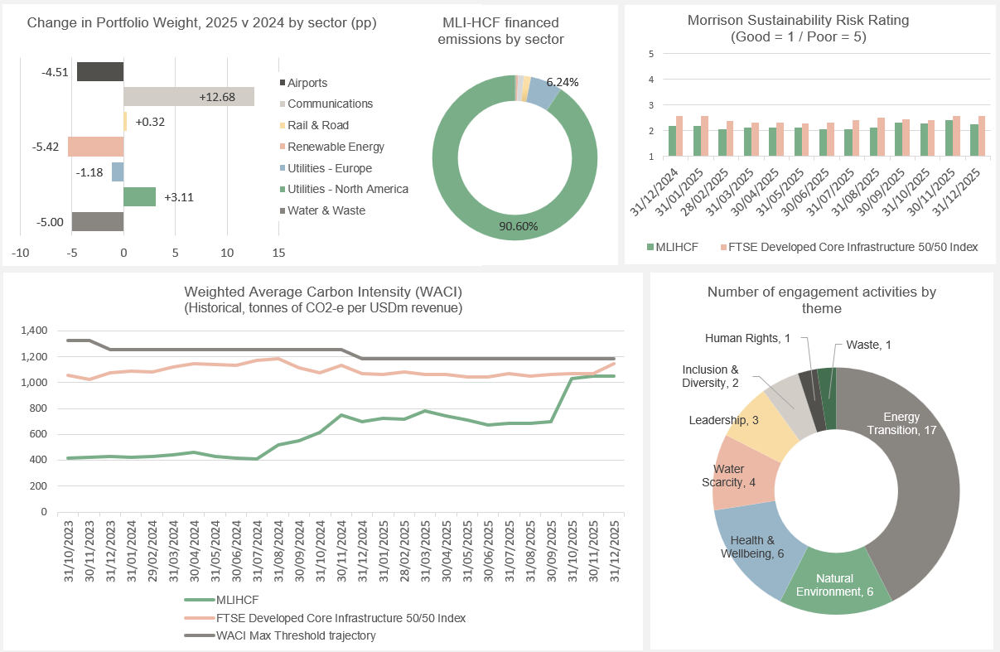 Change in Portfolio Weight, 2025 v 2024 by sector (pp)
-4.51
+12.68
+0.32
-5.42
-1.18
+3.11
-5.00
-10 -5 0 5 10 15
Airports
Communications
Rail & Road
Renewable Energy
Utilities - Europe
Utilities - North America
Water & Waste
MLI-HCF financed
emissions by sector
6.24%
90.60%
Morrison Sustainability Risk Rating
(Good = 1 / Poor = 5)
5
4
3
2
1
31/12/2024
31/01/2025
28/02/2025
31/03/2025
30/04/2025
31/05/2025
30/06/2025
31/07/2025
31/08/2025
30/09/2025
31/10/2025
30/11/2025
31/12/2025
MLIHCF FTSE Developed Core Infrastructure 50/50 Index
Weighted Average Carbon Intensity (WACI)
(Historical, tonnes of CO2-e per USDm revenue)
1,400
1,200
1,000
800
600
400
200
0
31/10/2023
30/11/2023
31/12/2023
31/01/2024
29/02/2024
31/03/2024
30/04/2024
31/05/2024
30/06/2024
31/07/2024
31/08/2024
30/09/2024
31/10/2024
30/11/2024
31/12/2024
31/01/2025
28/02/2025
31/03/2025
30/04/2025
31/05/2025
30/06/2025
31/07/2025
31/08/2025
30/09/2025
31/10/2025
30/11/2025
31/12/2025
MLIHCF
FTSE Developed Core Infrastructure 50/50 Index
WACI Max Threshold trajectory
Number of engagement activities by
theme
Human Rights, 1
Waste, 1
Inclusion &
Diversity, 2
Leadership, 3
Energy
Transition, 17
Water
Scarcity, 4
Health &
Wellbeing, 6
Natural
Environment, 6